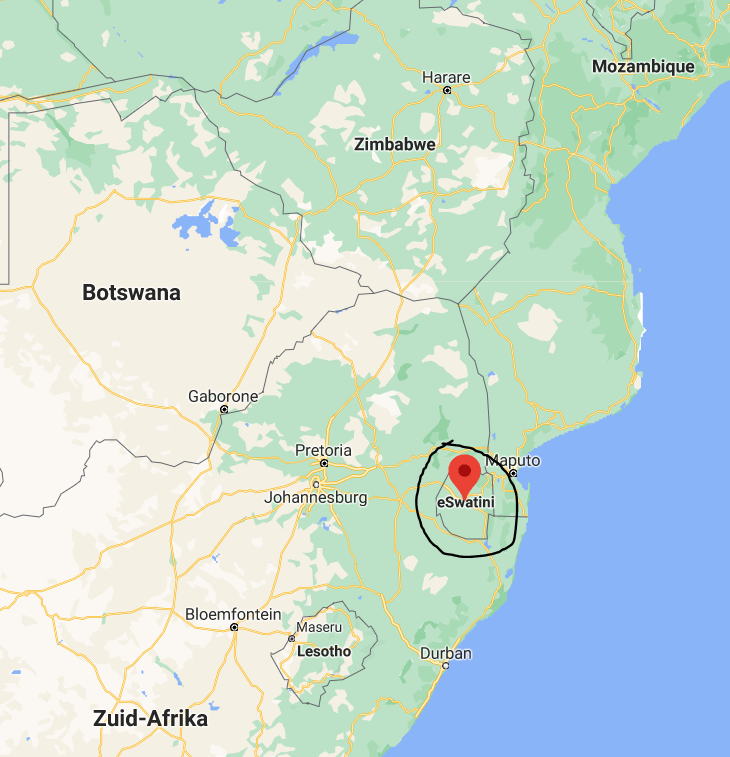 Harare
Mozambique
Zimbabwe
Botswana
Gaborone
Pretoria
Maputo
Johannesburg
eSwatini
Bloemfontein
Maseru
Lesotho
Durban
Zuid-Afrika